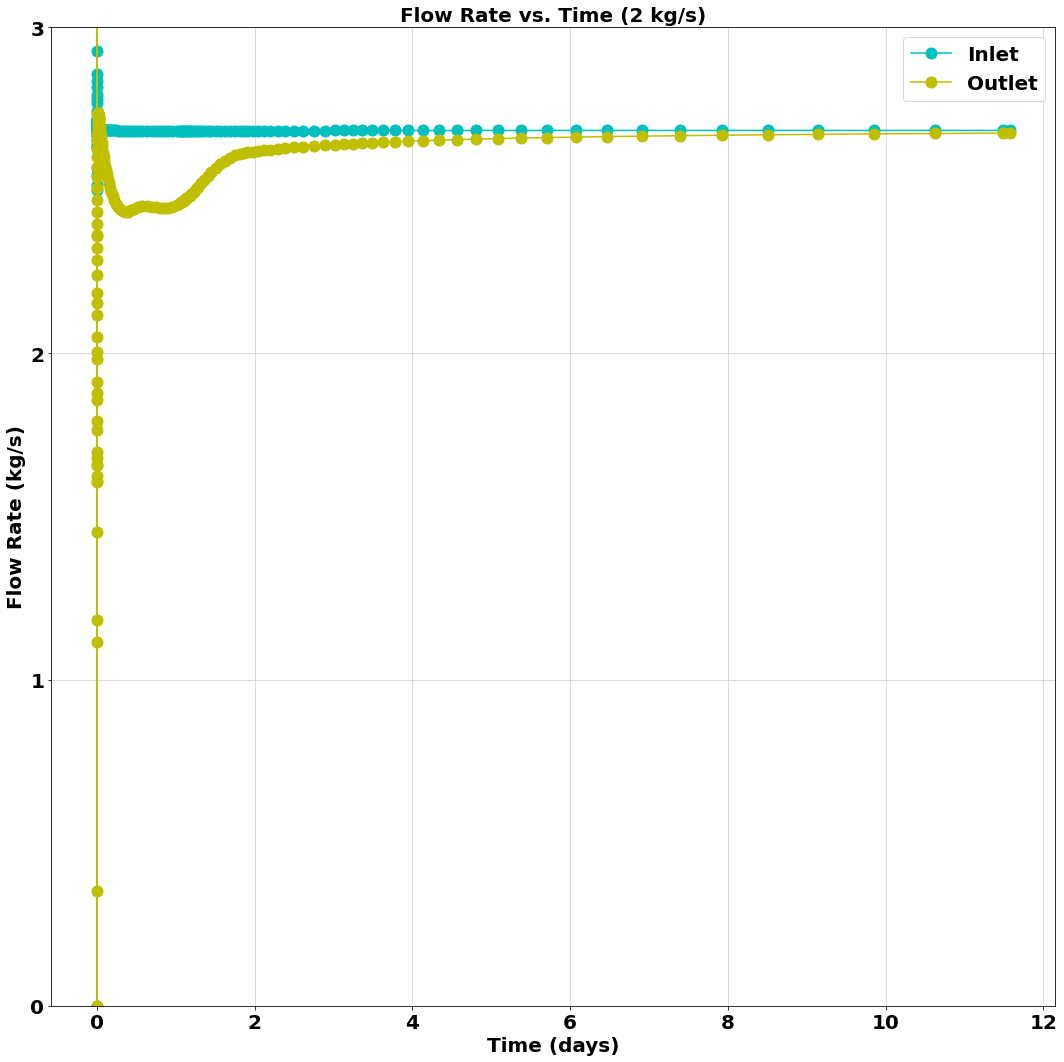 Flow Rate vs. Time (2 kg/s)
Inlet
Outlet
Flow Rate (kg/s)
3
2
1
0
0 2 4 6 8 10 12
Time (days)